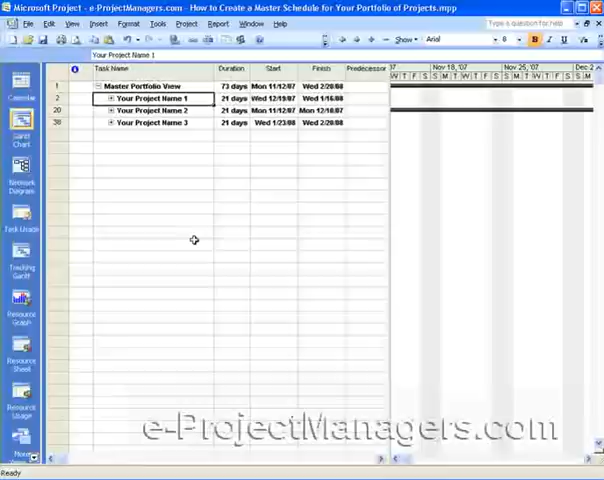 Microsoft Project - e-ProjectManagers.com - How to Create a Master Schedule for Your Portfolio of Projects.mpp
File Edit View Insert Format Tools Project Report Window Help Type a question for help
Show Arial 8 B I U
Your Project Name 1
Task Name Duration Start Finish Predecessor Nov 18, '07 Nov 25, '07 Dec 2
W T F S S M T W T F S S M T W T F S S M
1 Master Portfolio View 73 days Mon 11/12/07 Wed 2/20/08
2 Your Project Name 1 21 days Wed 12/19/07 Wed 1/16/08
20 Your Project Name 2 21 days Mon 11/12/07 Mon 12/10/07
38 Your Project Name 3 21 days Wed 1/23/08 Wed 2/20/08
Calendar
Gantt Chart
Network Diagram
Task Usage
Tracking Gantt
Resource Graph
Resource Sheet
Resource Usage
More
e-ProjectManagers.com
Ready